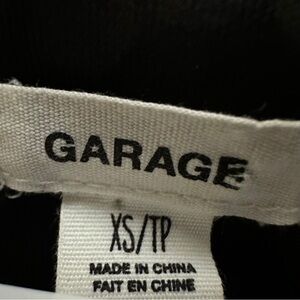 GARAGE
XS/TP
MADE IN CHINA
FAIT EN CHINE